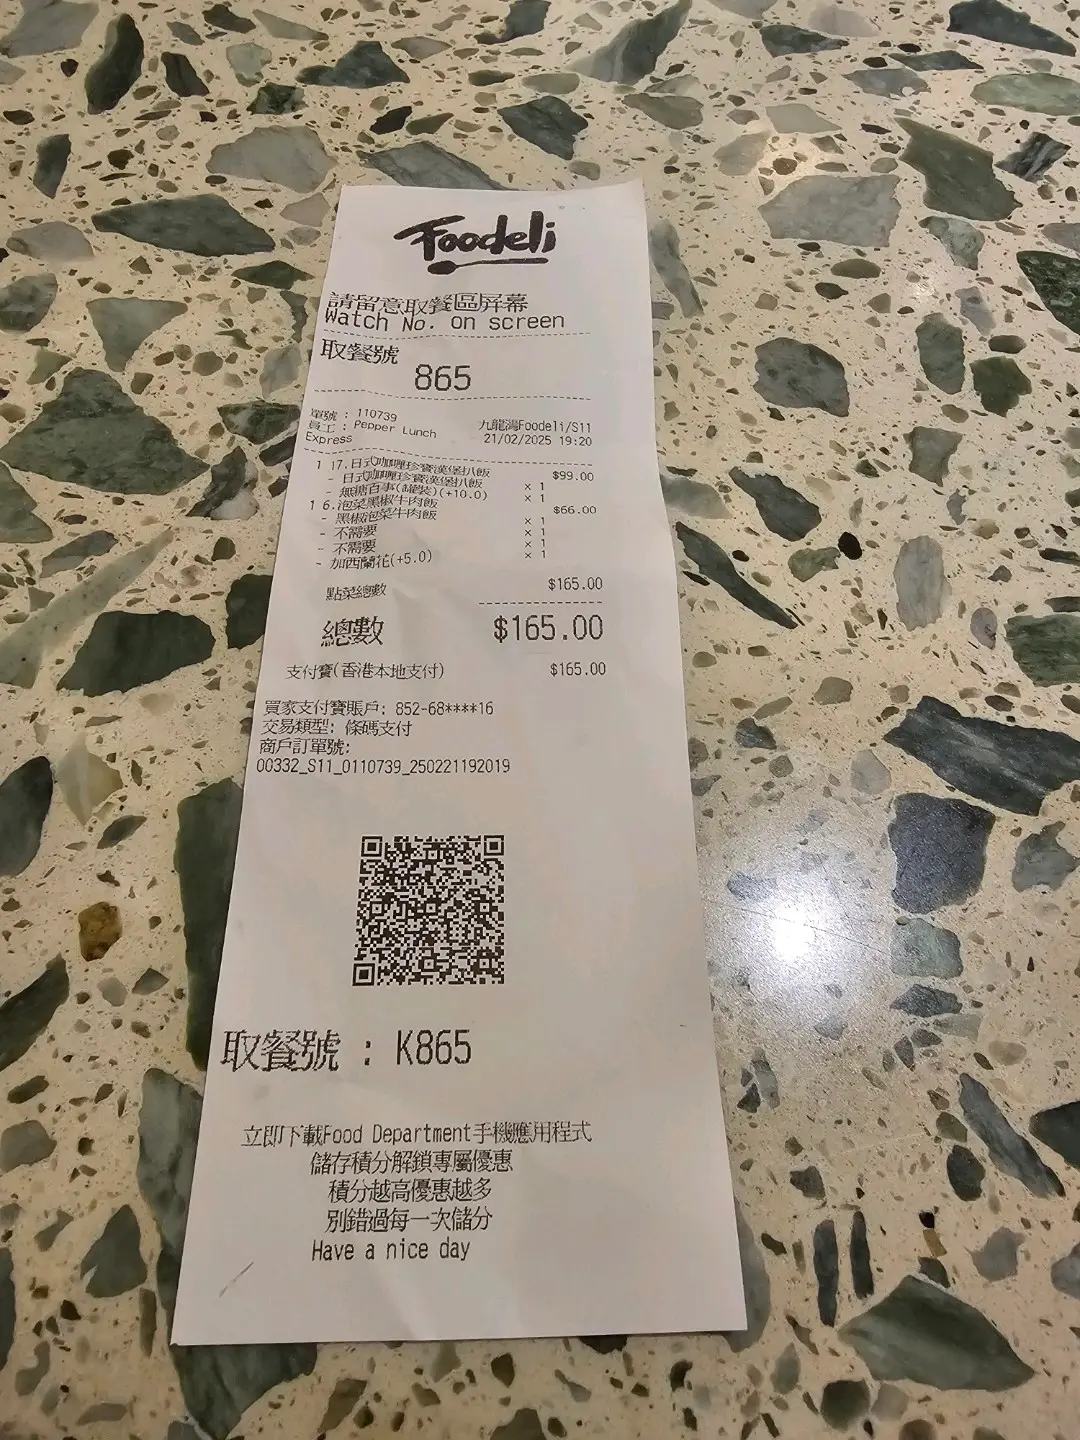 Foodeli
請留意取餐區屏幕
Watch No. on screen
取餐號
865
單號 : 110739
員工 : Pepper Lunch Express
九龍灣Foodeli/S11
21/02/2025 19:20
1 17.日式咖喱珍寶漢堡扒飯 $99.00
- 日式咖喱珍寶漢堡扒飯 × 1
- 無糖百事(罐裝)(+10.0) × 1
1 6.泡菜黑椒牛肉飯 $66.00
- 黑椒泡菜牛肉飯 × 1
- 不需要 × 1
- 不需要 × 1
- 加西蘭花(+5.0) × 1
點菜總數 $165.00
總數 $165.00
支付寶(香港本地支付) $165.00
買家支付寶賬戶: 852-68****16
交易類型: 條碼支付
商戶訂單號:
00332_S11_0110739_250221192019
取餐號 : K865
立即下載Food Department手機應用程式
儲存積分解鎖專屬優惠
積分越高優惠越多
別錯過每一次儲分
Have a nice day